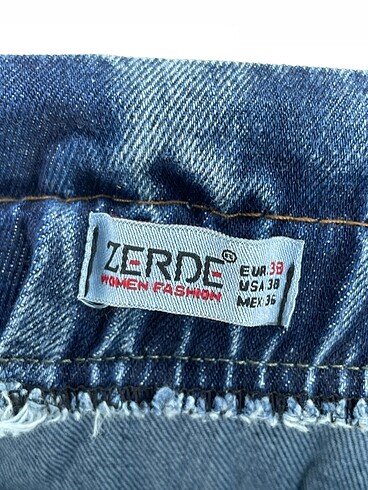 ZERDE®
WOMEN FASHION
EUR:38
USA 38
MEX 36